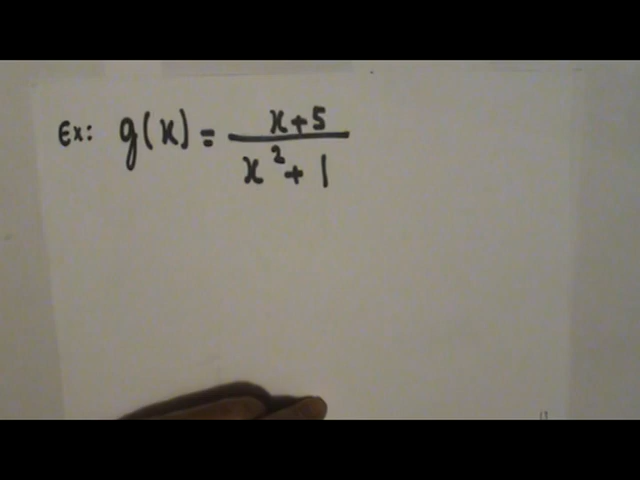 Ex: g(x) = x+5 / x² + 1